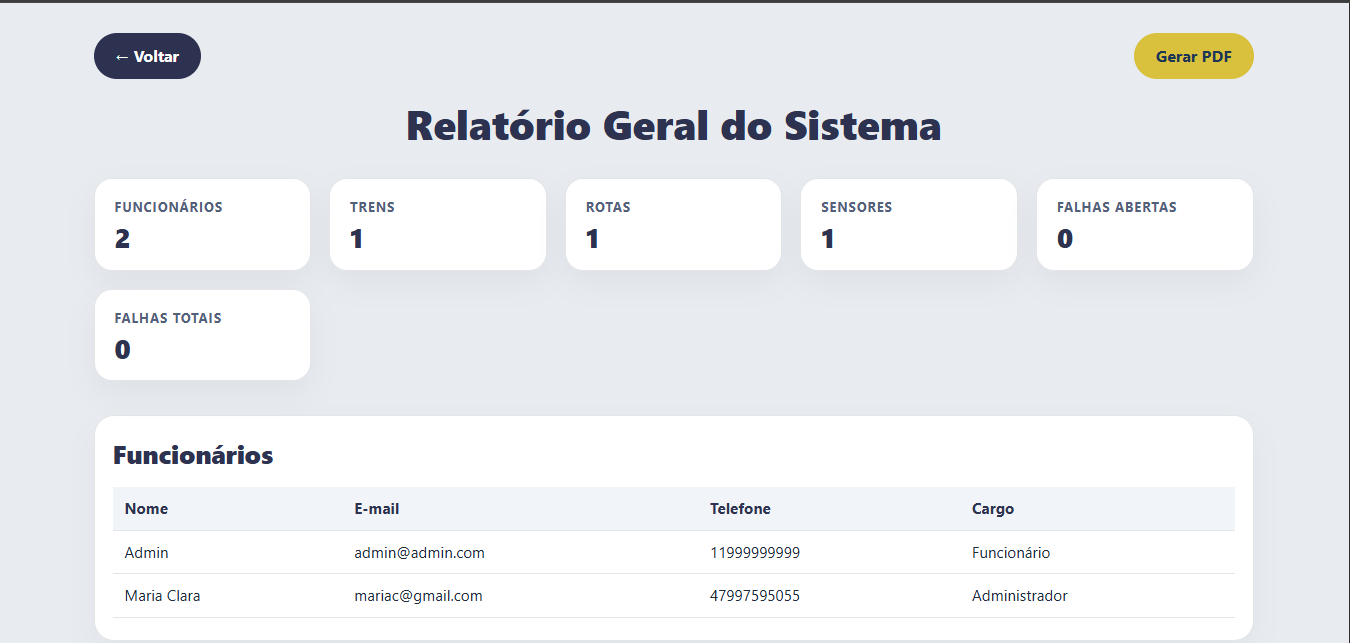 ← Voltar
Gerar PDF
Relatório Geral do Sistema
FUNCIONÁRIOS
2
TRENS
1
ROTAS
1
SENSORES
1
FALHAS ABERTAS
0
FALHAS TOTAIS
0
Funcionários
Nome E-mail Telefone Cargo
Admin admin@admin.com 11999999999 Funcionário
Maria Clara mariac@gmail.com 47997595055 Administrador